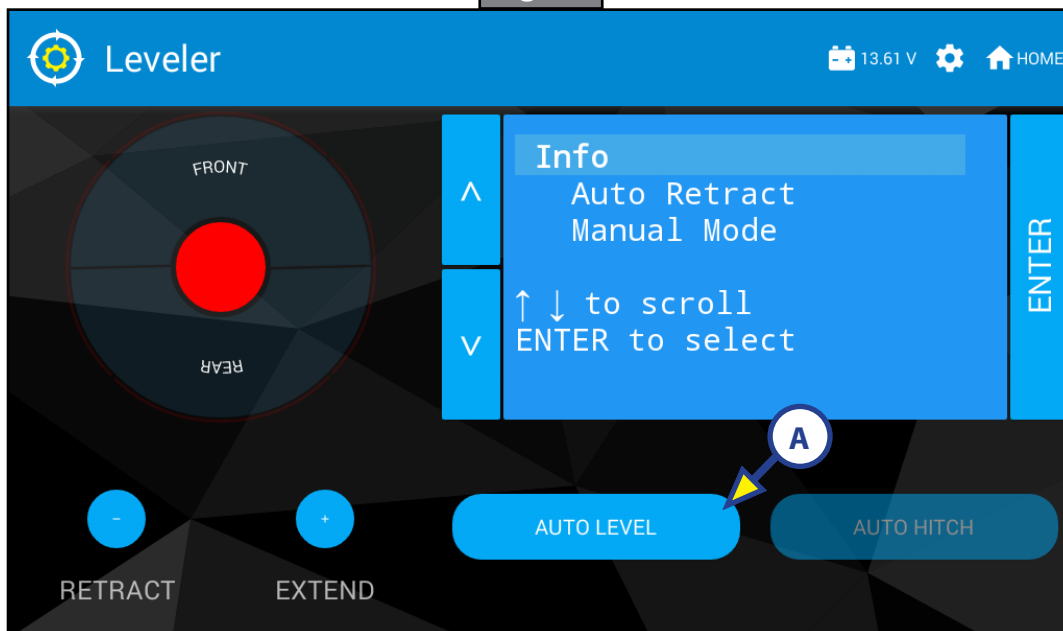 Leveler
13.61 V
HOME
FRONT
REAR
Info
Auto Retract
Manual Mode
↑ ↓ to scroll
ENTER to select
ENTER
A
AUTO LEVEL
AUTO HITCH
-
+
RETRACT
EXTEND